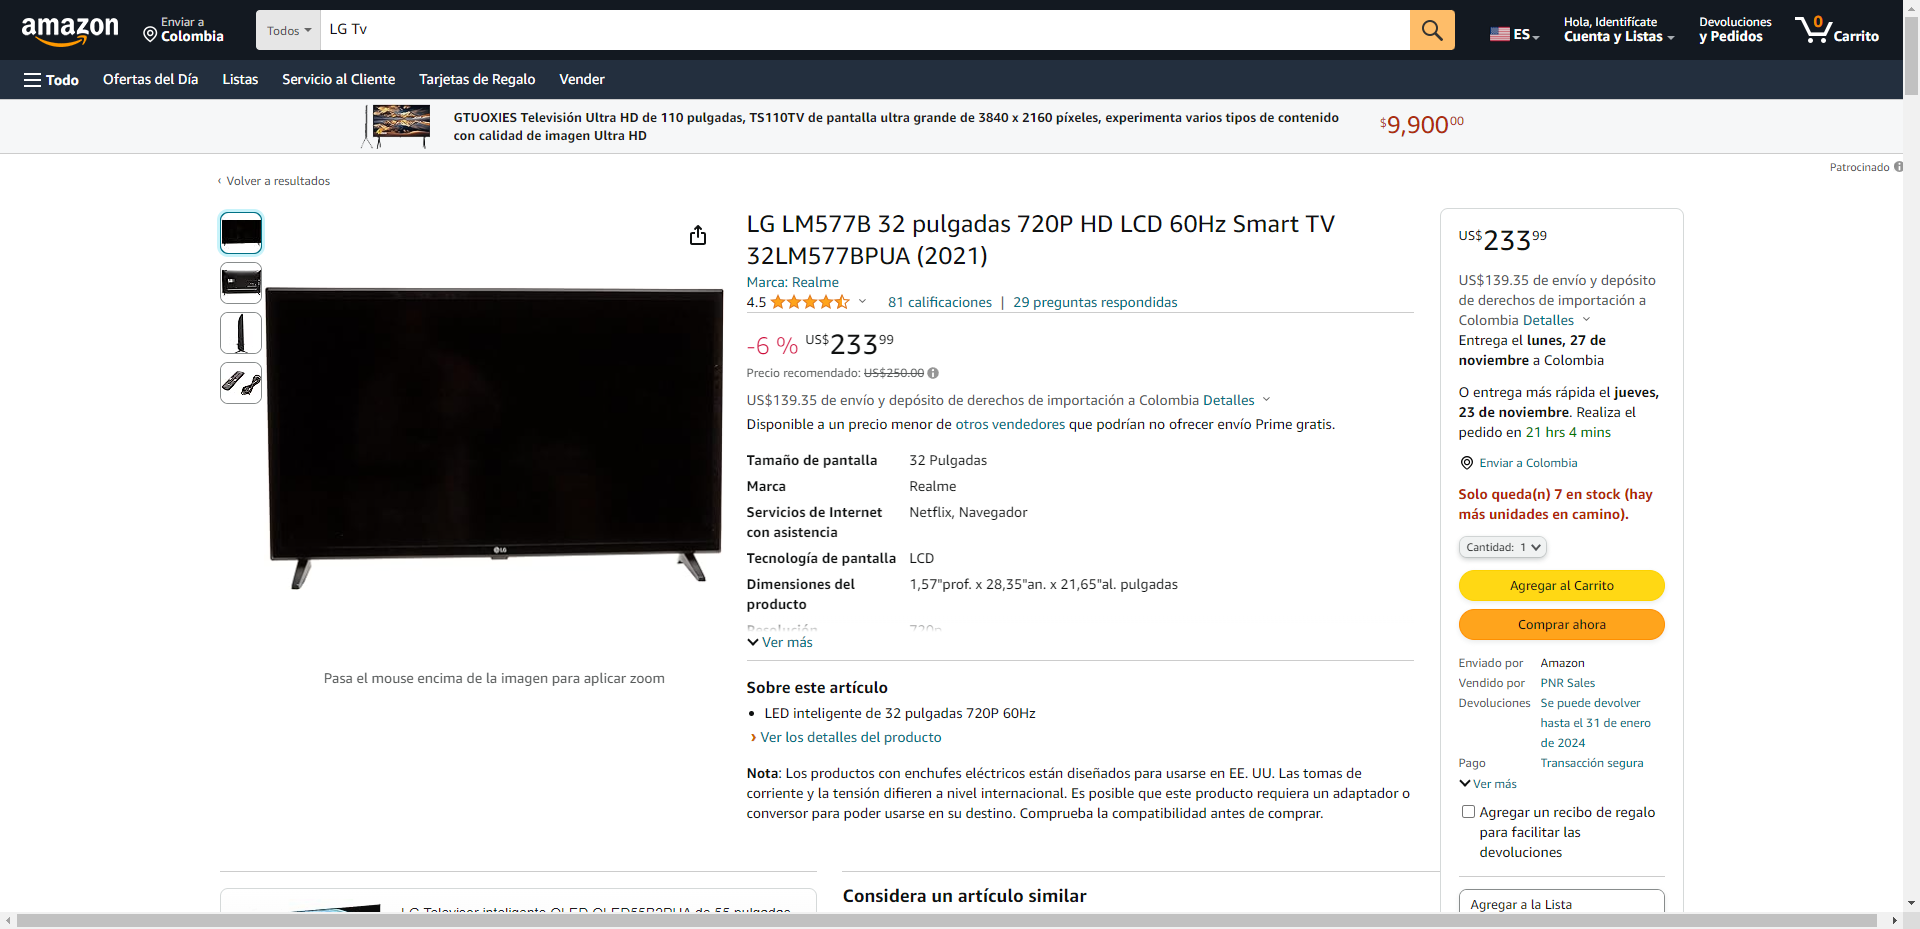 amazon
Enviar a
Colombia
Todos
LG Tv
ES
Hola, Identifícate
Cuenta y Listas
Devoluciones
y Pedidos
0
Carrito
Todo
Ofertas del Día
Listas
Servicio al Cliente
Tarjetas de Regalo
Vender
GTUOXIES Televisión Ultra HD de 110 pulgadas, TS110TV de pantalla ultra grande de 3840 x 2160 píxeles, experimenta varios tipos de contenido
con calidad de imagen Ultra HD
$9,90000
Patrocinado
‹ Volver a resultados
LG
Pasa el mouse encima de la imagen para aplicar zoom
LG LM577B 32 pulgadas 720P HD LCD 60Hz Smart TV
32LM577BPUA (2021)
Marca: Realme
4.5
81 calificaciones | 29 preguntas respondidas
-6 % US$23399
Precio recomendado: US$250.00
US$139.35 de envío y depósito de derechos de importación a Colombia Detalles
Disponible a un precio menor de otros vendedores que podrían no ofrecer envío Prime gratis.
Tamaño de pantalla 32 Pulgadas
Marca Realme
Servicios de Internet Netflix, Navegador
con asistencia
Tecnología de pantalla LCD
Dimensiones del 1,57"prof. x 28,35"an. x 21,65"al. pulgadas
producto
Resolución 720p
Ver más
Sobre este artículo
• LED inteligente de 32 pulgadas 720P 60Hz
› Ver los detalles del producto
Nota: Los productos con enchufes eléctricos están diseñados para usarse en EE. UU. Las tomas de
corriente y la tensión difieren a nivel internacional. Es posible que este producto requiera un adaptador o
conversor para poder usarse en su destino. Comprueba la compatibilidad antes de comprar.
US$23399
US$139.35 de envío y depósito
de derechos de importación a
Colombia Detalles
Entrega el lunes, 27 de
noviembre a Colombia
O entrega más rápida el jueves,
23 de noviembre. Realiza el
pedido en 21 hrs 4 mins
Enviar a Colombia
Solo queda(n) 7 en stock (hay
más unidades en camino).
Cantidad: 1
Agregar al Carrito
Comprar ahora
Enviado por Amazon
Vendido por PNR Sales
Devoluciones Se puede devolver
hasta el 31 de enero
de 2024
Pago Transacción segura
Ver más
Agregar un recibo de regalo
para facilitar las
devoluciones
Agregar a la Lista
LG Televisor inteligente OLED OLED55B2PUA de 55 pulgadas
Considera un artículo similar